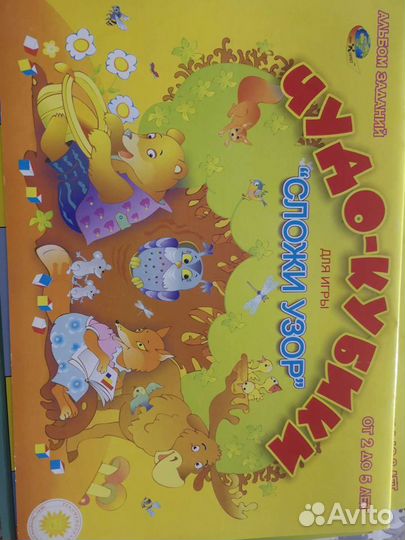 АЛЬБОМ ЗАДАНИЙ
ЧУДО-КУБИКИ
ДЛЯ ИГРЫ
"СЛОЖИ УЗОР"
ОТ 2 ДО 5 ЛЕТ
Avito